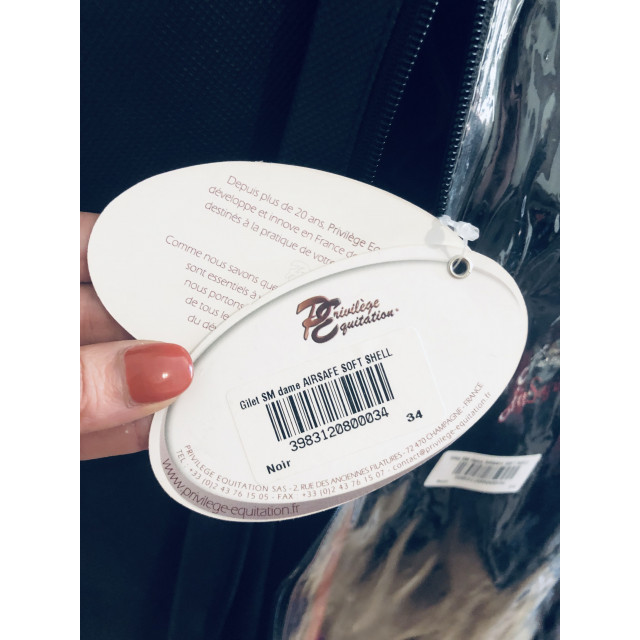 Depuis plus de 20 ans, Privilège Eq
développe et innove en France de
destinés à la pratique de votre
Comme nous savons que
sont essentiels à
nous portons
de tous le
du dé
Privilège
Equitation
Gilet SM dame AIRSAFE SOFT SHELL
3983120800034
34
Noir
PRIVILEGE EQUITATION SAS - 2, RUE DES ANCIENNES FILATURES - 72 470 CHAMPAGNE - FRANCE
TEL. +33 (0)2 43 76 15 05 - FAX +33 (0)2 43 76 15 07 - contact@privilege-equitation.fr
www.privilege-equitation.fr